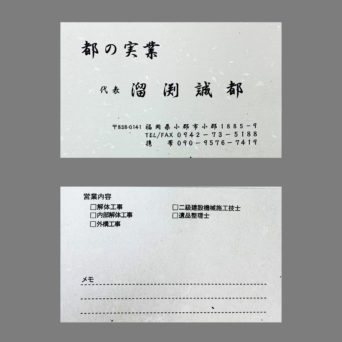 都の実業
代表 溜渕 誠都
〒838-0141 福岡県小郡市小郡1885-9
TEL/FAX 0942-73-5188
携帯 090-9576-7419
営業内容
□解体工事 □二級建設機械施工技士
□内部解体工事 □遺品整理士
□外構工事
メモ